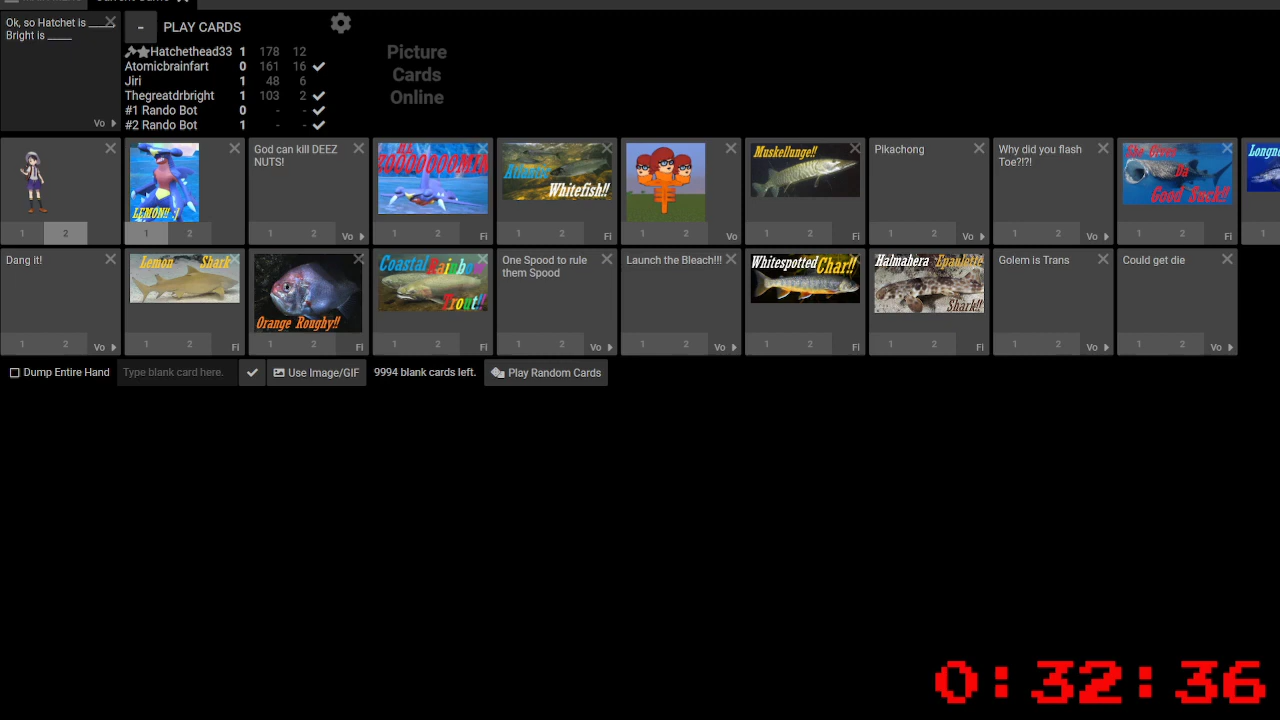 Ok, so Hatchet is _____
Bright is _____
Vo
- PLAY CARDS
Hatchethead33 1 178 12
Atomicbrainfart 0 161 16
Jiri 1 48 6
Thegreatdrbright 1 103 2
#1 Rando Bot 0 - -
#2 Rando Bot 1 - -
Picture
Cards
Online
1 2
LEMON!! :/
1 2
God can kill DEEZ
NUTS!
1 2 Vo
1 2 Fi
Atlantic
Whitefish!!
1 2 Fi
1 2 Vo
Muskellunge!!
1 2 Fi
Pikachong
1 2 Vo
Why did you flash
Toe?!?!
1 2 Vo
Da
Good Succ!!
1 2 Fi
1
Dang it!
1 2 Vo
Lemon Shark
1 2 Fi
Orange Roughy!!
1 2 Fi
Coastal Rainbow
Trout!!
1 2 Fi
One Spood to rule
them Spood
1 2 Vo
Launch the Bleach!!!
1 2 Vo
Whitespotted
Char!!
1 2 Fi
Halmahera Epaulette
Shark!!
1 2 Fi
Golem is Trans
1 2 Vo
Could get die
1 2 Vo
Dump Entire Hand
Type blank card here.
Use Image/GIF
9994 blank cards left.
Play Random Cards
0:32:36